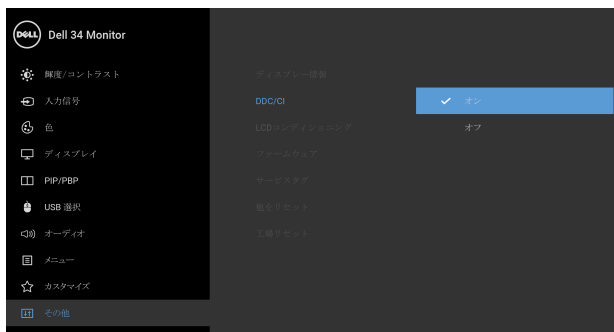 DELL Dell 34 Monitor
輝度/コントラスト
入力信号
色
ディスプレイ
PIP/PBP
USB 選択
オーディオ
メニュー
カスタマイズ
その他
ディスプレー情報
DDC/CI
LCDコンディショニング
ファームウェア
サービスタグ
他をリセット
工場リセット
オン
オフ